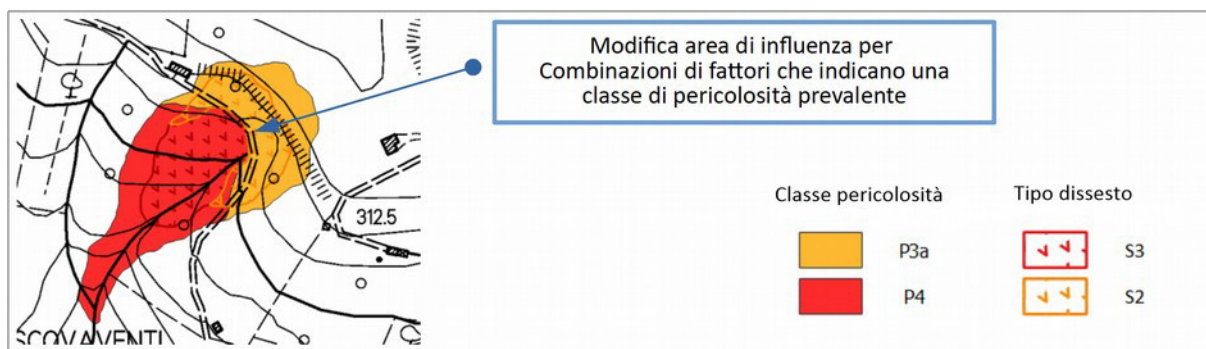 Modifica area di influenza per
Combinazioni di fattori che indicano una
classe di pericolosità prevalente
Classe pericolosità
Tipo dissesto
P3a
S3
P4
S2
312.5
SCOVAVENTI